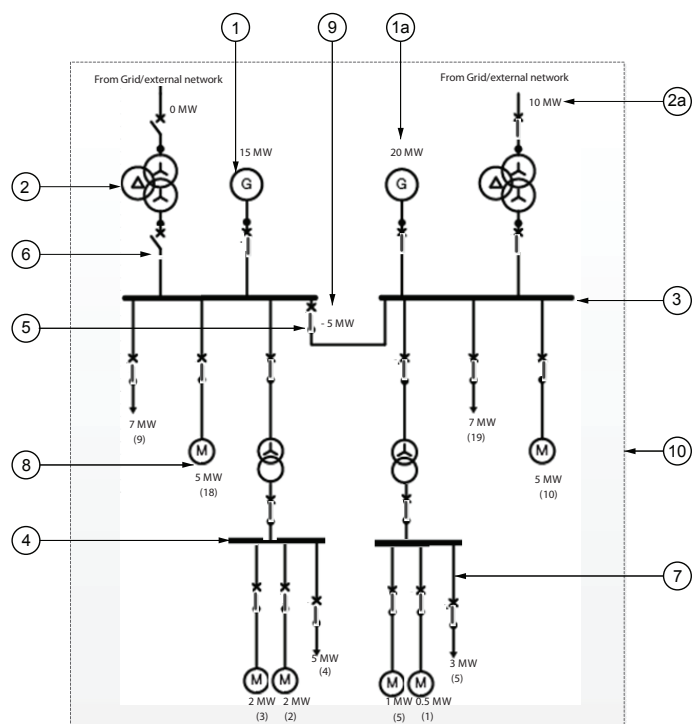 1
9
1a
From Grid/external network
From Grid/external network
0 MW
10 MW
2a
15 MW
20 MW
2
G
G
6
3
5
- 5 MW
7 MW
(9)
7 MW
(19)
8
M
5 MW
(18)
M
5 MW
(10)
10
4
7
5 MW
(4)
3 MW
(5)
M
M
M
M
2 MW
(3)
2 MW
(2)
1 MW
(5)
0.5 MW
(1)